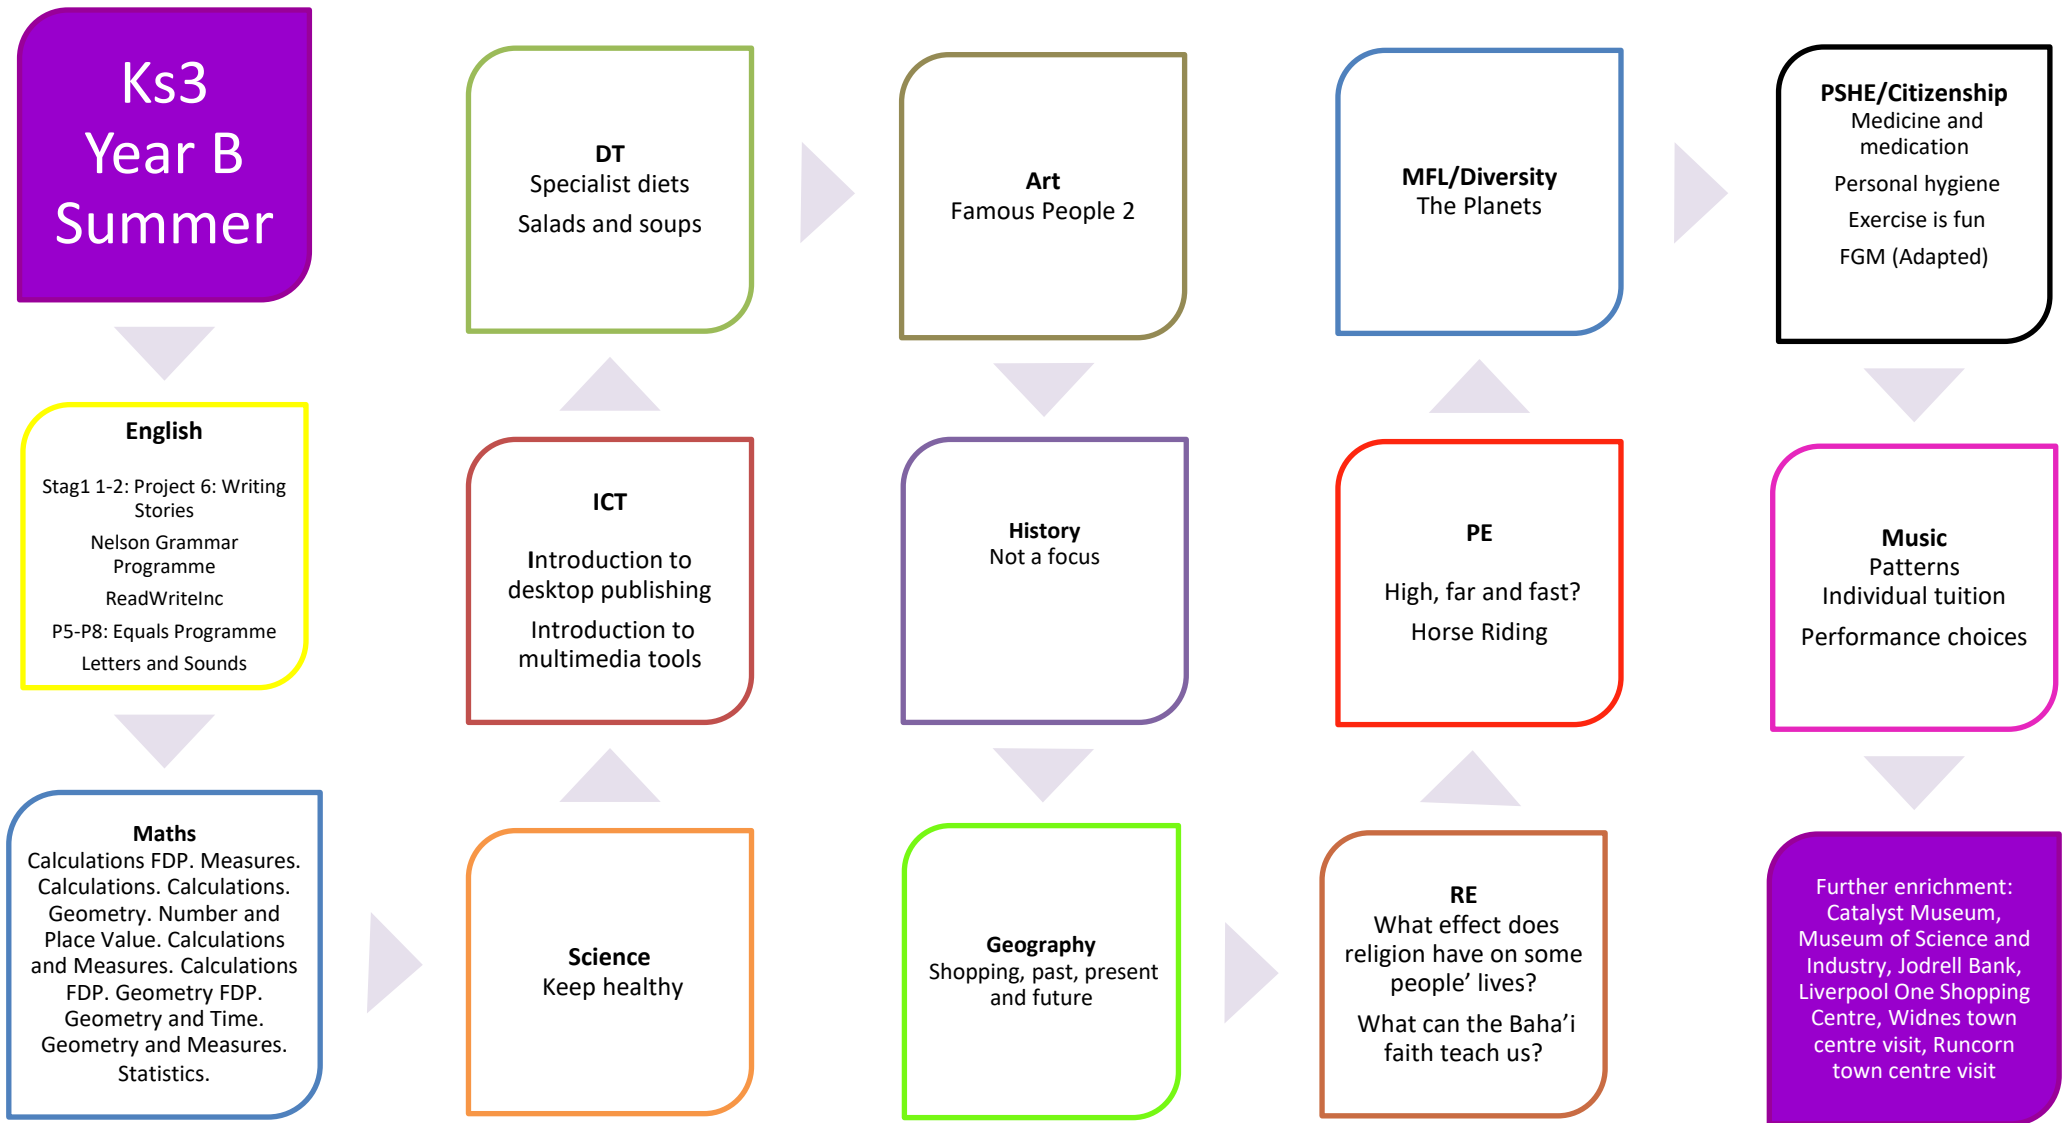 Ks3
Year B
Summer
English
Stag1 1-2: Project 6: Writing
Stories
Nelson Grammar
Programme
ReadWriteInc
P5-P8: Equals Programme
Letters and Sounds
Maths
Calculations FDP. Measures.
Calculations. Calculations.
Geometry. Number and
Place Value. Calculations
and Measures. Calculations
FDP. Geometry FDP.
Geometry and Time.
Geometry and Measures.
Statistics.
Science
Keep healthy
ICT
Introduction to
desktop publishing
Introduction to
multimedia tools
DT
Specialist diets
Salads and soups
Art
Famous People 2
History
Not a focus
Geography
Shopping, past, present
and future
RE
What effect does
religion have on some
people’ lives?
What can the Baha’i
faith teach us?
PE
High, far and fast?
Horse Riding
MFL/Diversity
The Planets
PSHE/Citizenship
Medicine and
medication
Personal hygiene
Exercise is fun
FGM (Adapted)
Music
Patterns
Individual tuition
Performance choices
Further enrichment:
Catalyst Museum,
Museum of Science and
Industry, Jodrell Bank,
Liverpool One Shopping
Centre, Widnes town
centre visit, Runcorn
town centre visit